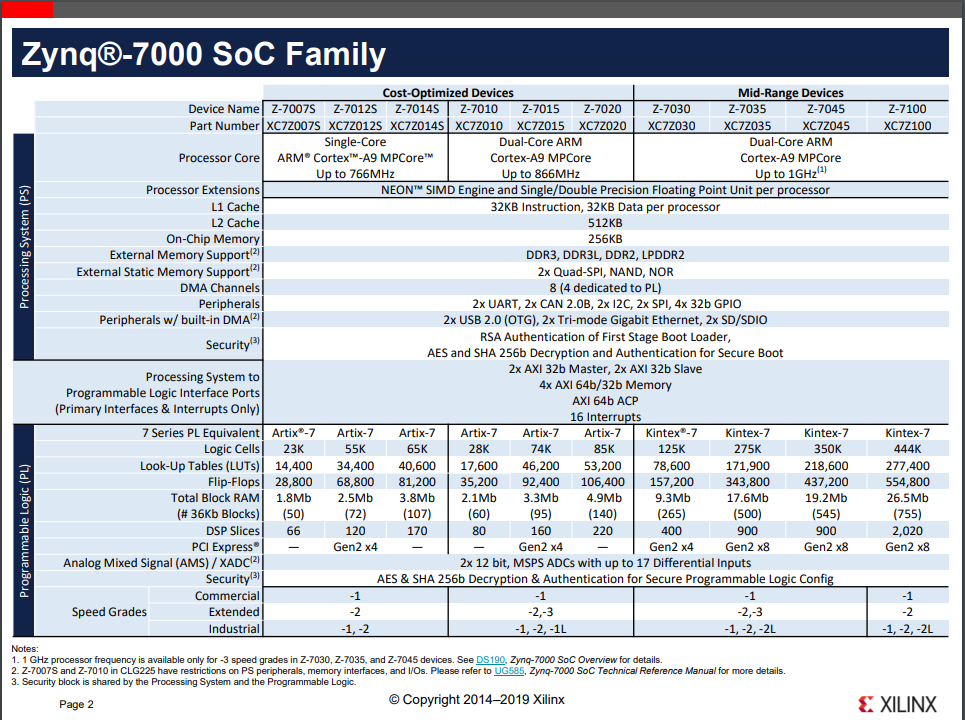 Zynq®-7000 SoC Family
Cost-Optimized Devices Mid-Range Devices
Device Name Z-7007S Z-7012S Z-7014S Z-7010 Z-7015 Z-7020 Z-7030 Z-7035 Z-7045 Z-7100
Part Number XC7Z007S XC7Z012S XC7Z014S XC7Z010 XC7Z015 XC7Z020 XC7Z030 XC7Z035 XC7Z045 XC7Z100
Processing System (PS)
Processor Core
Single-Core
ARM® Cortex™-A9 MPCore™
Up to 766MHz
Dual-Core ARM
Cortex-A9 MPCore
Up to 866MHz
Dual-Core ARM
Cortex-A9 MPCore
Up to 1GHz(1)
Processor Extensions NEON™ SIMD Engine and Single/Double Precision Floating Point Unit per processor
L1 Cache 32KB Instruction, 32KB Data per processor
L2 Cache 512KB
On-Chip Memory 256KB
External Memory Support(2) DDR3, DDR3L, DDR2, LPDDR2
External Static Memory Support(2) 2x Quad-SPI, NAND, NOR
DMA Channels 8 (4 dedicated to PL)
Peripherals 2x UART, 2x CAN 2.0B, 2x I2C, 2x SPI, 4x 32b GPIO
Peripherals w/ built-in DMA(2) 2x USB 2.0 (OTG), 2x Tri-mode Gigabit Ethernet, 2x SD/SDIO
Security(3)
RSA Authentication of First Stage Boot Loader,
AES and SHA 256b Decryption and Authentication for Secure Boot
Processing System to
Programmable Logic Interface Ports
(Primary Interfaces & Interrupts Only)
2x AXI 32b Master, 2x AXI 32b Slave
4x AXI 64b/32b Memory
AXI 64b ACP
16 Interrupts
Programmable Logic (PL)
7 Series PL Equivalent Artix®-7 Artix-7 Artix-7 Artix-7 Artix-7 Artix-7 Kintex®-7 Kintex-7 Kintex-7 Kintex-7
Logic Cells 23K 55K 65K 28K 74K 85K 125K 275K 350K 444K
Look-Up Tables (LUTs) 14,400 34,400 40,600 17,600 46,200 53,200 78,600 171,900 218,600 277,400
Flip-Flops 28,800 68,800 81,200 35,200 92,400 106,400 157,200 343,800 437,200 554,800
Total Block RAM 1.8Mb 2.5Mb 3.8Mb 2.1Mb 3.3Mb 4.9Mb 9.3Mb 17.6Mb 19.2Mb 26.5Mb
(# 36Kb Blocks) (50) (72) (107) (60) (95) (140) (265) (500) (545) (755)
DSP Slices 66 120 170 80 160 220 400 900 900 2,020
PCI Express® — Gen2 x4 — — Gen2 x4 — Gen2 x4 Gen2 x8 Gen2 x8 Gen2 x8
Analog Mixed Signal (AMS) / XADC(2) 2x 12 bit, MSPS ADCs with up to 17 Differential Inputs
Security(3) AES & SHA 256b Decryption & Authentication for Secure Programmable Logic Config
Speed Grades
Commercial -1 -1 -1 -1
Extended -2 -2,-3 -2,-3 -2
Industrial -1, -2 -1, -2, -1L -1, -2, -2L -1, -2, -2L
Notes:
1. 1 GHz processor frequency is available only for -3 speed grades in Z-7030, Z-7035, and Z-7045 devices. See DS190, Zynq-7000 SoC Overview for details.
2. Z-7007S and Z-7010 in CLG225 have restrictions on PS peripherals, memory interfaces, and I/Os. Please refer to UG585, Zynq-7000 SoC Technical Reference Manual for more details.
3. Security block is shared by the Processing System and the Programmable Logic.
Page 2
© Copyright 2014–2019 Xilinx
XILINX